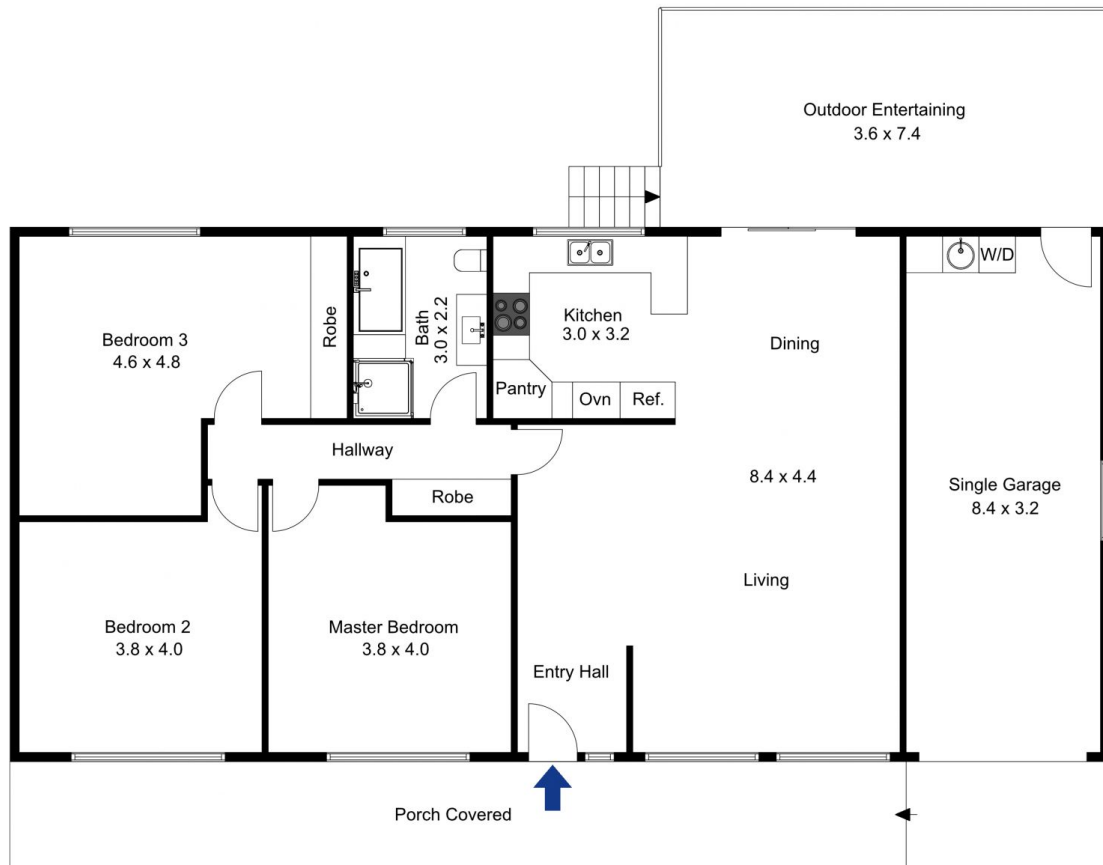 Outdoor Entertaining
3.6 x 7.4
W/D
Bedroom 3
4.6 x 4.8
Robe
Bath
3.0 x 2.2
Kitchen
3.0 x 3.2
Dining
Pantry
Ovn
Ref.
Hallway
Robe
8.4 x 4.4
Single Garage
8.4 x 3.2
Living
Bedroom 2
3.8 x 4.0
Master Bedroom
3.8 x 4.0
Entry Hall
Porch Covered